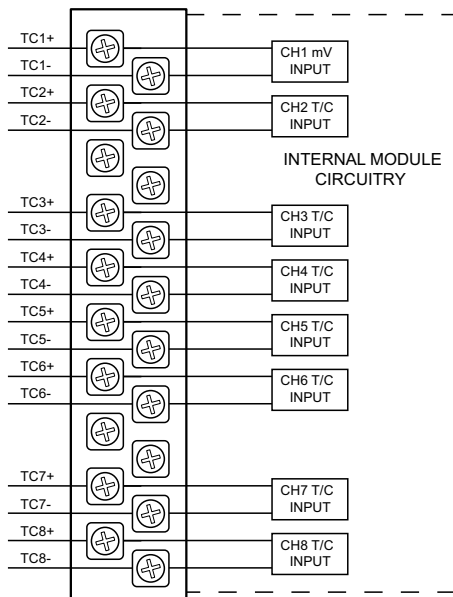 TC1+
CH1 mV
INPUT
TC1-
TC2+
CH2 T/C
INPUT
TC2-
INTERNAL MODULE
CIRCUITRY
TC3+
CH3 T/C
INPUT
TC3-
TC4+
CH4 T/C
INPUT
TC4-
TC5+
CH5 T/C
INPUT
TC5-
TC6+
CH6 T/C
INPUT
TC6-
TC7+
CH7 T/C
INPUT
TC7-
TC8+
CH8 T/C
INPUT
TC8-